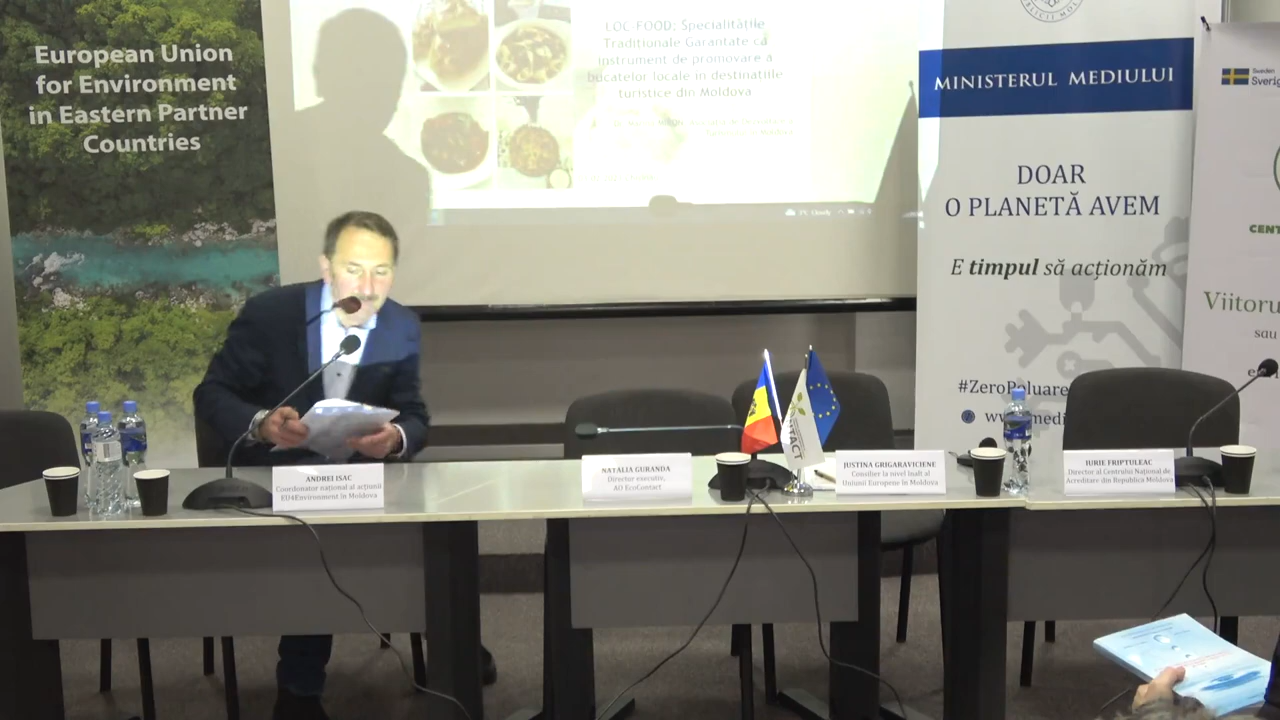 European Union
for Environment
in Eastern Partner
Countries
LOC-FOOD: Specialitățile
Tradiționale Garantate ca
instrument de promovare a
bucatelor locale în destinațiile
turistice din Moldova
MINISTERUL MEDIULUI
DOAR
O PLANETĂ AVEM
E timpul să acționăm
#ZeroPoluare
Sweden
CENT
Viitoru
sau
ANDREI ISAC
Coordonator național al acțiunii
EU4Environment în Moldova
NATALIA GURANDA
Director executiv,
AO EcoContact
JUSTINA GRIGARAVICIENE
Consilier la nivel înalt al
Uniunii Europene în Moldova
IURIE FRIPTULEAC
Director al Centrului Național de
Acreditare din Republica Moldova